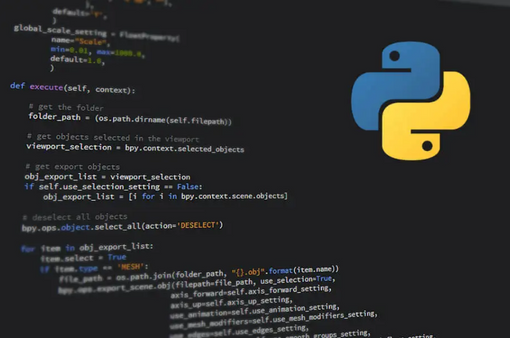 default='Y',
)
global_scale_setting = FloatProperty(
name="Scale",
min=0.01, max=1000.0,
default=1.0,
)
def execute(self, context):
# get the folder
folder_path = (os.path.dirname(self.filepath))
# get objects selected in the viewport
viewport_selection = bpy.context.selected_objects
# get export objects
obj_export_list = viewport_selection
if self.use_selection_setting == False:
obj_export_list = [i for i in bpy.context.scene.objects]
# deselect all objects
bpy.ops.object.select_all(action='DESELECT')
for item in obj_export_list:
item.select = True
if item.type == 'MESH':
file_path = os.path.join(folder_path, "{}.obj".format(item.name))
bpy.ops.export_scene.obj(filepath=file_path, use_selection=True,
axis_forward=self.axis_forward_setting,
axis_up=self.axis_up_setting,
use_animation=self.use_animation_setting,
use_mesh_modifiers=self.use_mesh_modifiers_setting,
use_edges=self.use_edges_setting,